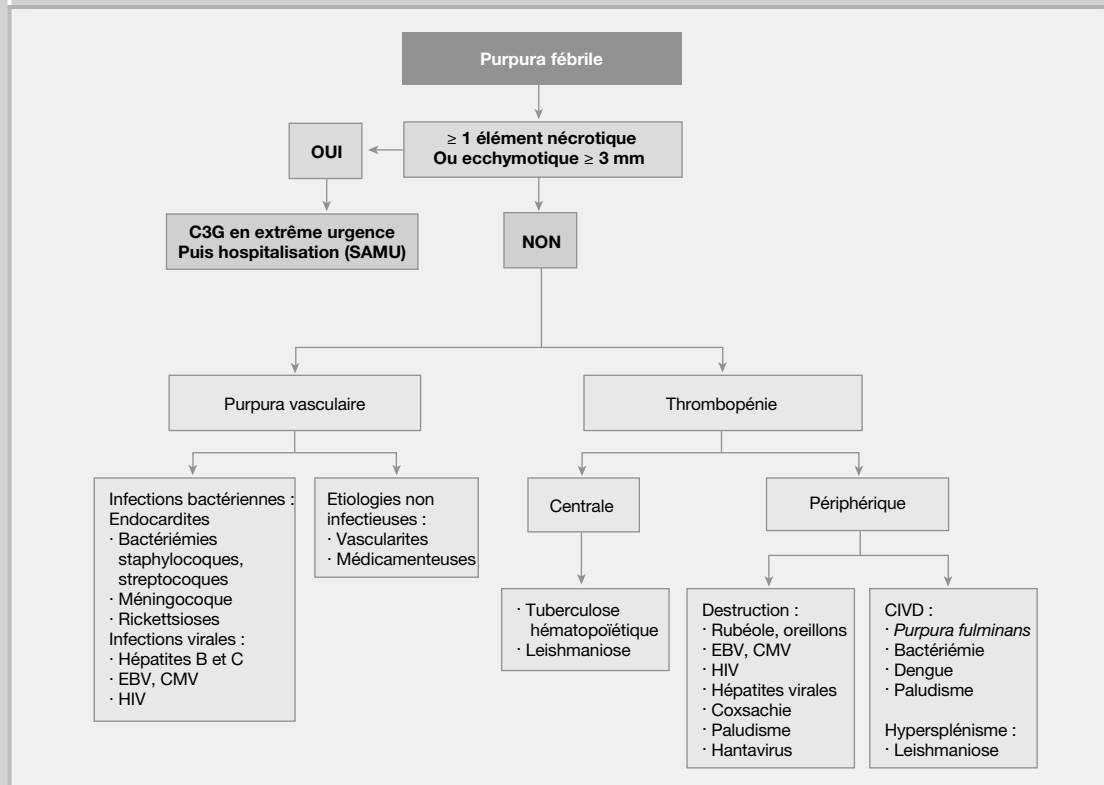 Purpura fébrile
≥ 1 élément nécrotique
Ou ecchymotique ≥ 3 mm
OUI
C3G en extrême urgence
Puis hospitalisation (SAMU)
NON
Purpura vasculaire
Thrombopénie
Infections bactériennes :
Endocardites
· Bactériémies
staphylocoques,
streptocoques
· Méningocoque
· Rickettsioses
Infections virales :
· Hépatites B et C
· EBV, CMV
· HIV
Etiologies non
infectieuses :
· Vascularites
· Médicamenteuses
Centrale
Périphérique
· Tuberculose
hématopoïétique
· Leishmaniose
Destruction :
· Rubéole, oreillons
· EBV, CMV
· HIV
· Hépatites virales
· Coxsachie
· Paludisme
· Hantavirus
CIVD :
· Purpura fulminans
· Bactériémie
· Dengue
· Paludisme
Hypersplénisme :
· Leishmaniose